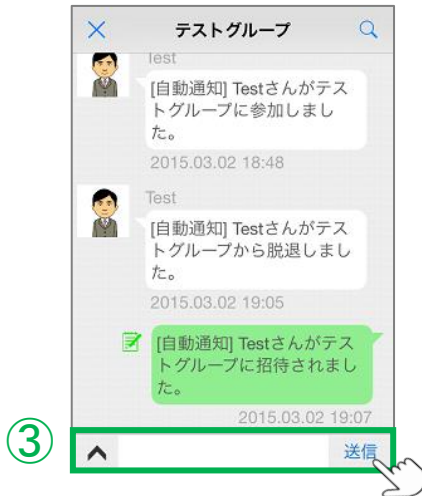 テストグループ
Test
[自動通知] Testさんがテス
トグループに参加しまし
た。
2015.03.02 18:48
Test
[自動通知] Testさんがテス
トグループから脱退しまし
た。
2015.03.02 19:05
[自動通知] Testさんがテス
トグループに招待されまし
た。
2015.03.02 19:07
③
送信